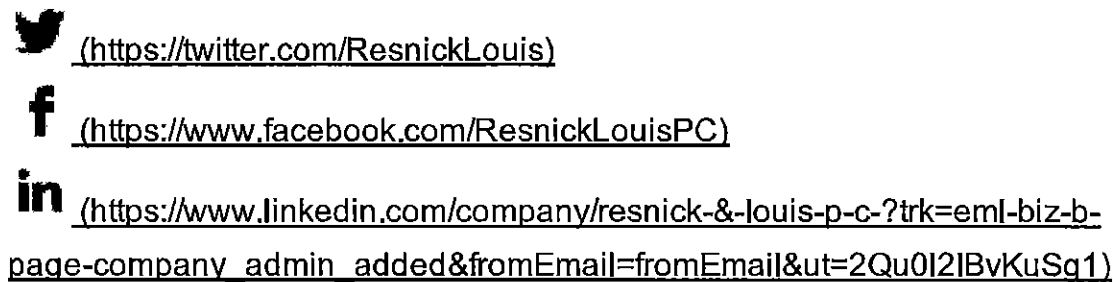 (https://twitter.com/ResnickLouis)
(https://www.facebook.com/ResnickLouisPC)
(https://www.linkedin.com/company/resnick-&-louis-p-c-?trk=eml-biz-b-
page-company_admin_added&fromEmail=fromEmail&ut=2Qu0I2IBvKuSg1)